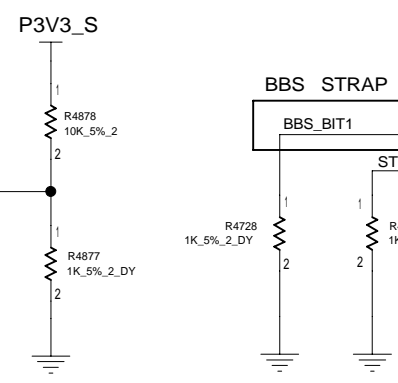 P3V3_S
1
R4878
10K_5%_2
2
1
R4877
1K_5%_2_DY
2
BBS STRAP
BBS_BIT1
ST
1
R4728
1K_5%_2_DY
2
1
2